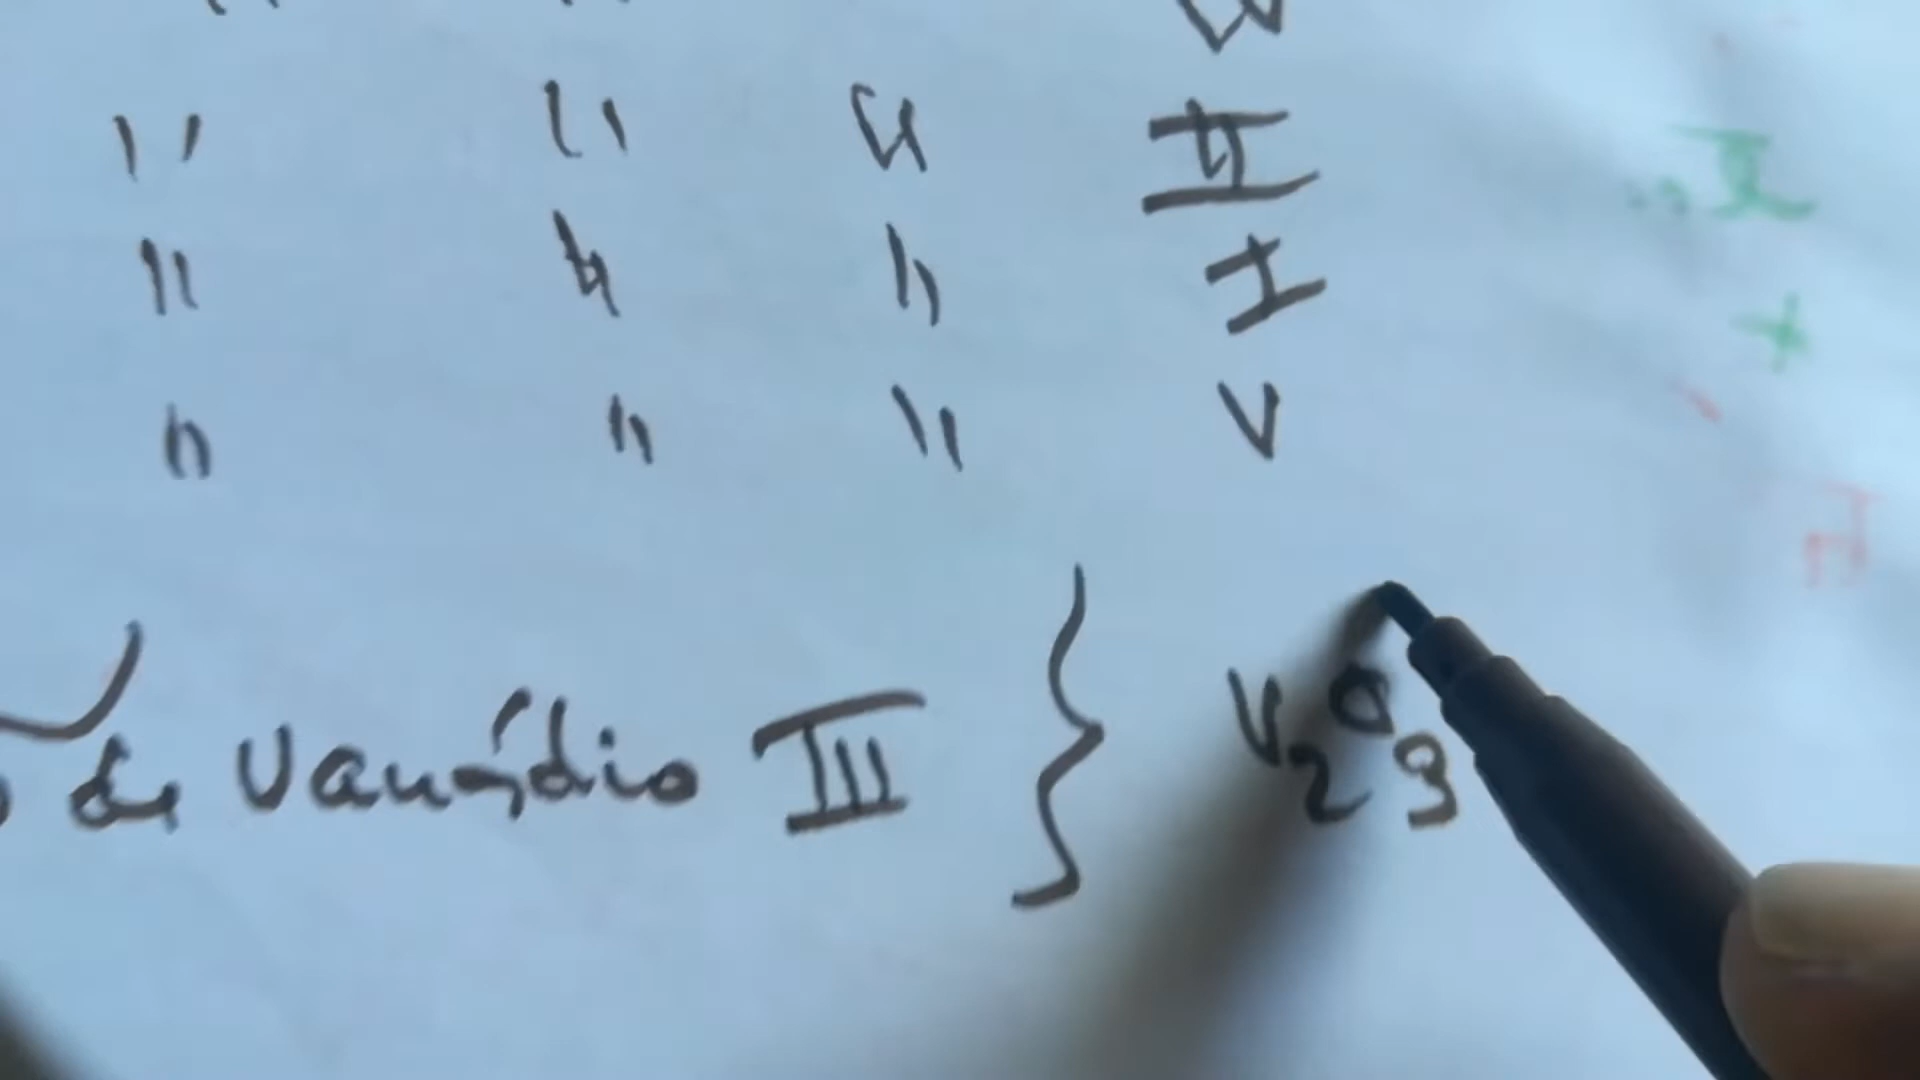 " " " II
" " " I
" " " V
de Vanádio III } V₂O₃